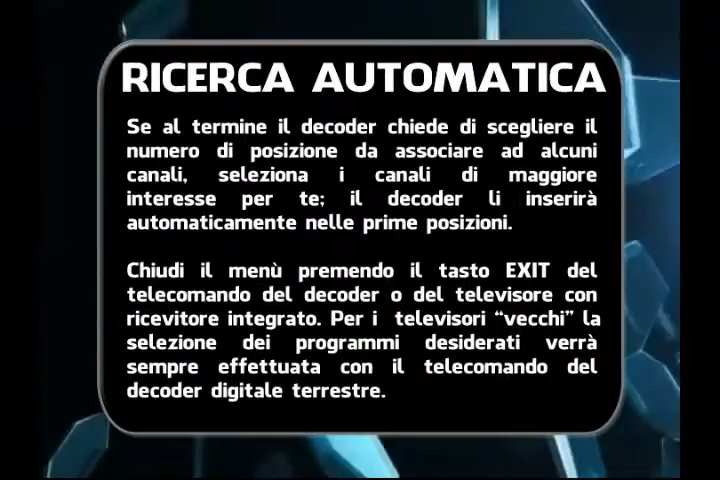 RICERCA AUTOMATICA
Se al termine il decoder chiede di scegliere il
numero di posizione da associare ad alcuni
canali, seleziona i canali di maggiore
interesse per te; il decoder li inserirà
automaticamente nelle prime posizioni.
Chiudi il menù premendo il tasto EXIT del
telecomando del decoder o del televisore con
ricevitore integrato. Per i televisori “vecchi” la
selezione dei programmi desiderati verrà
sempre effettuata con il telecomando del
decoder digitale terrestre.